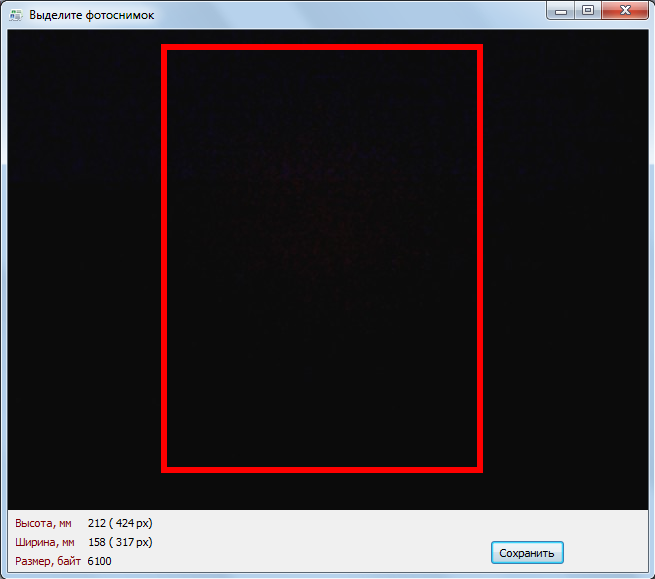 Выделите фотоснимок
Высота, мм 212 ( 424 px)
Ширина, мм 158 ( 317 px)
Размер, байт 6100
Сохранить